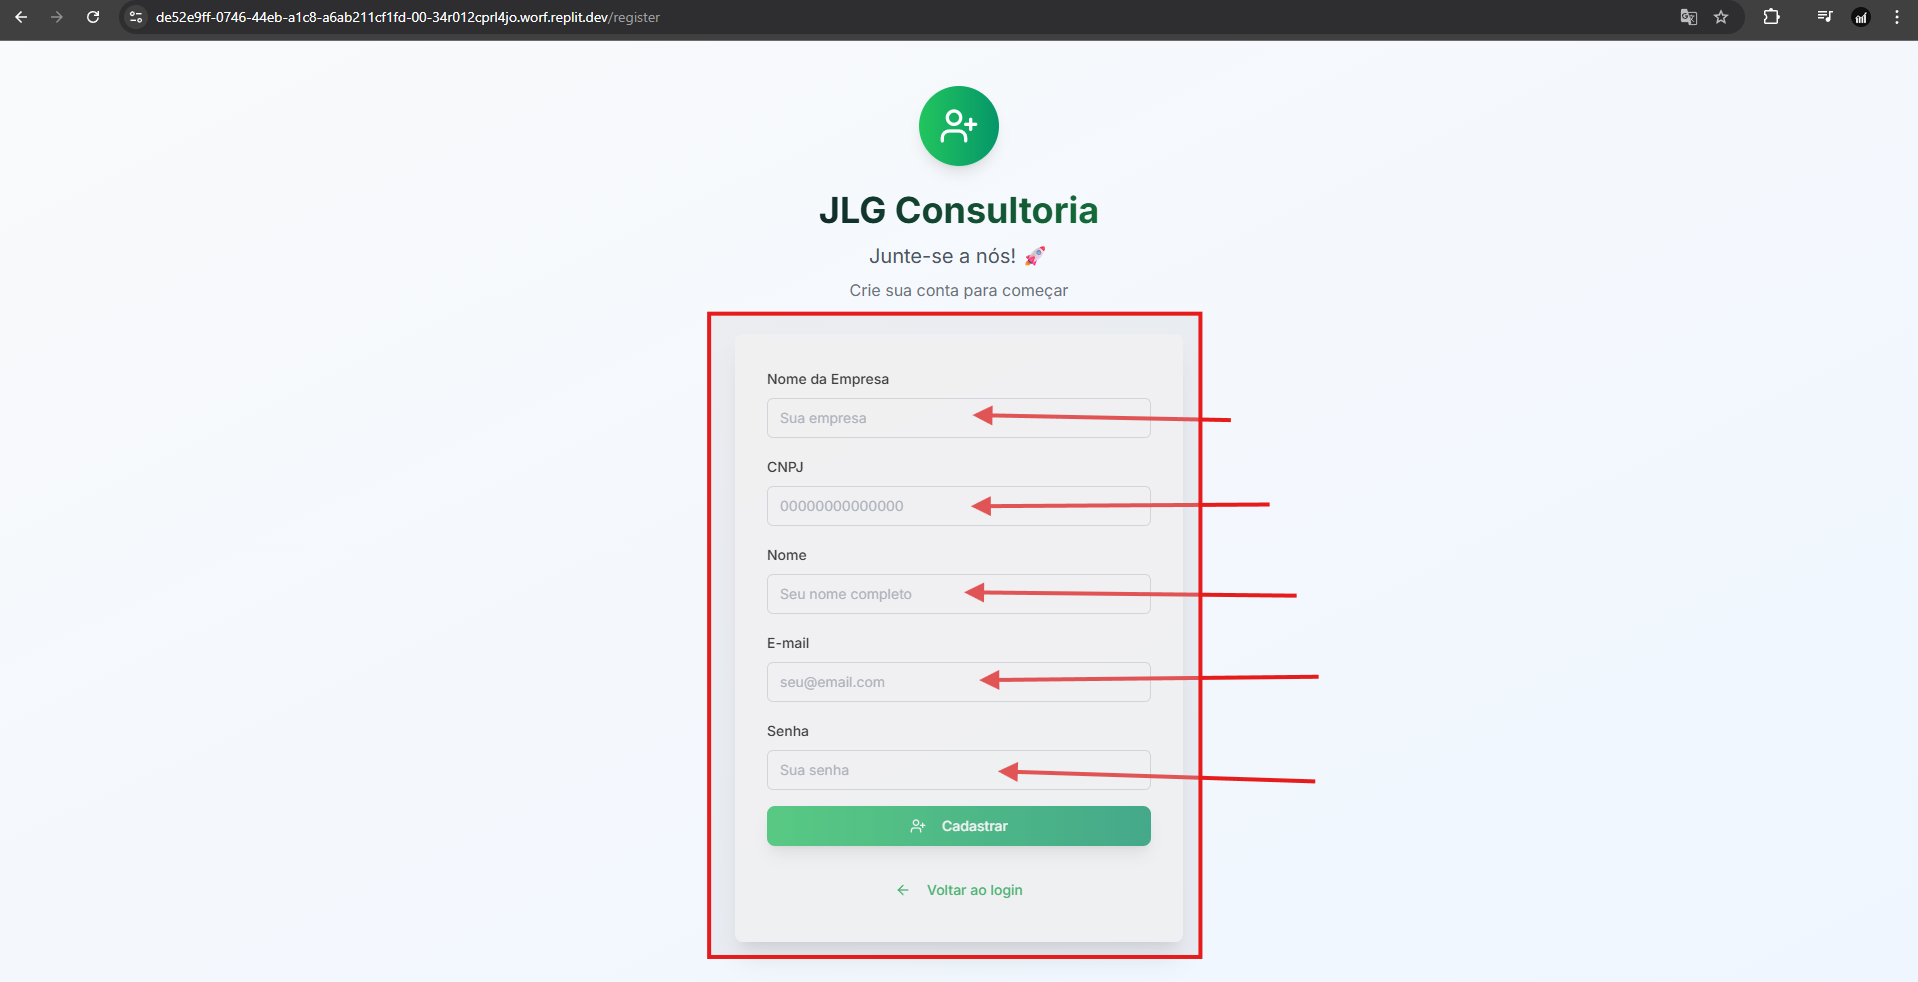 de52e9ff-0746-44eb-a1c8-a6ab211cf1fd-00-34r012cprl4jo.worf.replit.dev/register
JLG Consultoria
Junte-se a nós! 🚀
Crie sua conta para começar
Nome da Empresa
Sua empresa
CNPJ
00000000000000
Nome
Seu nome completo
E-mail
seu@email.com
Senha
Sua senha
Cadastrar
Voltar ao login